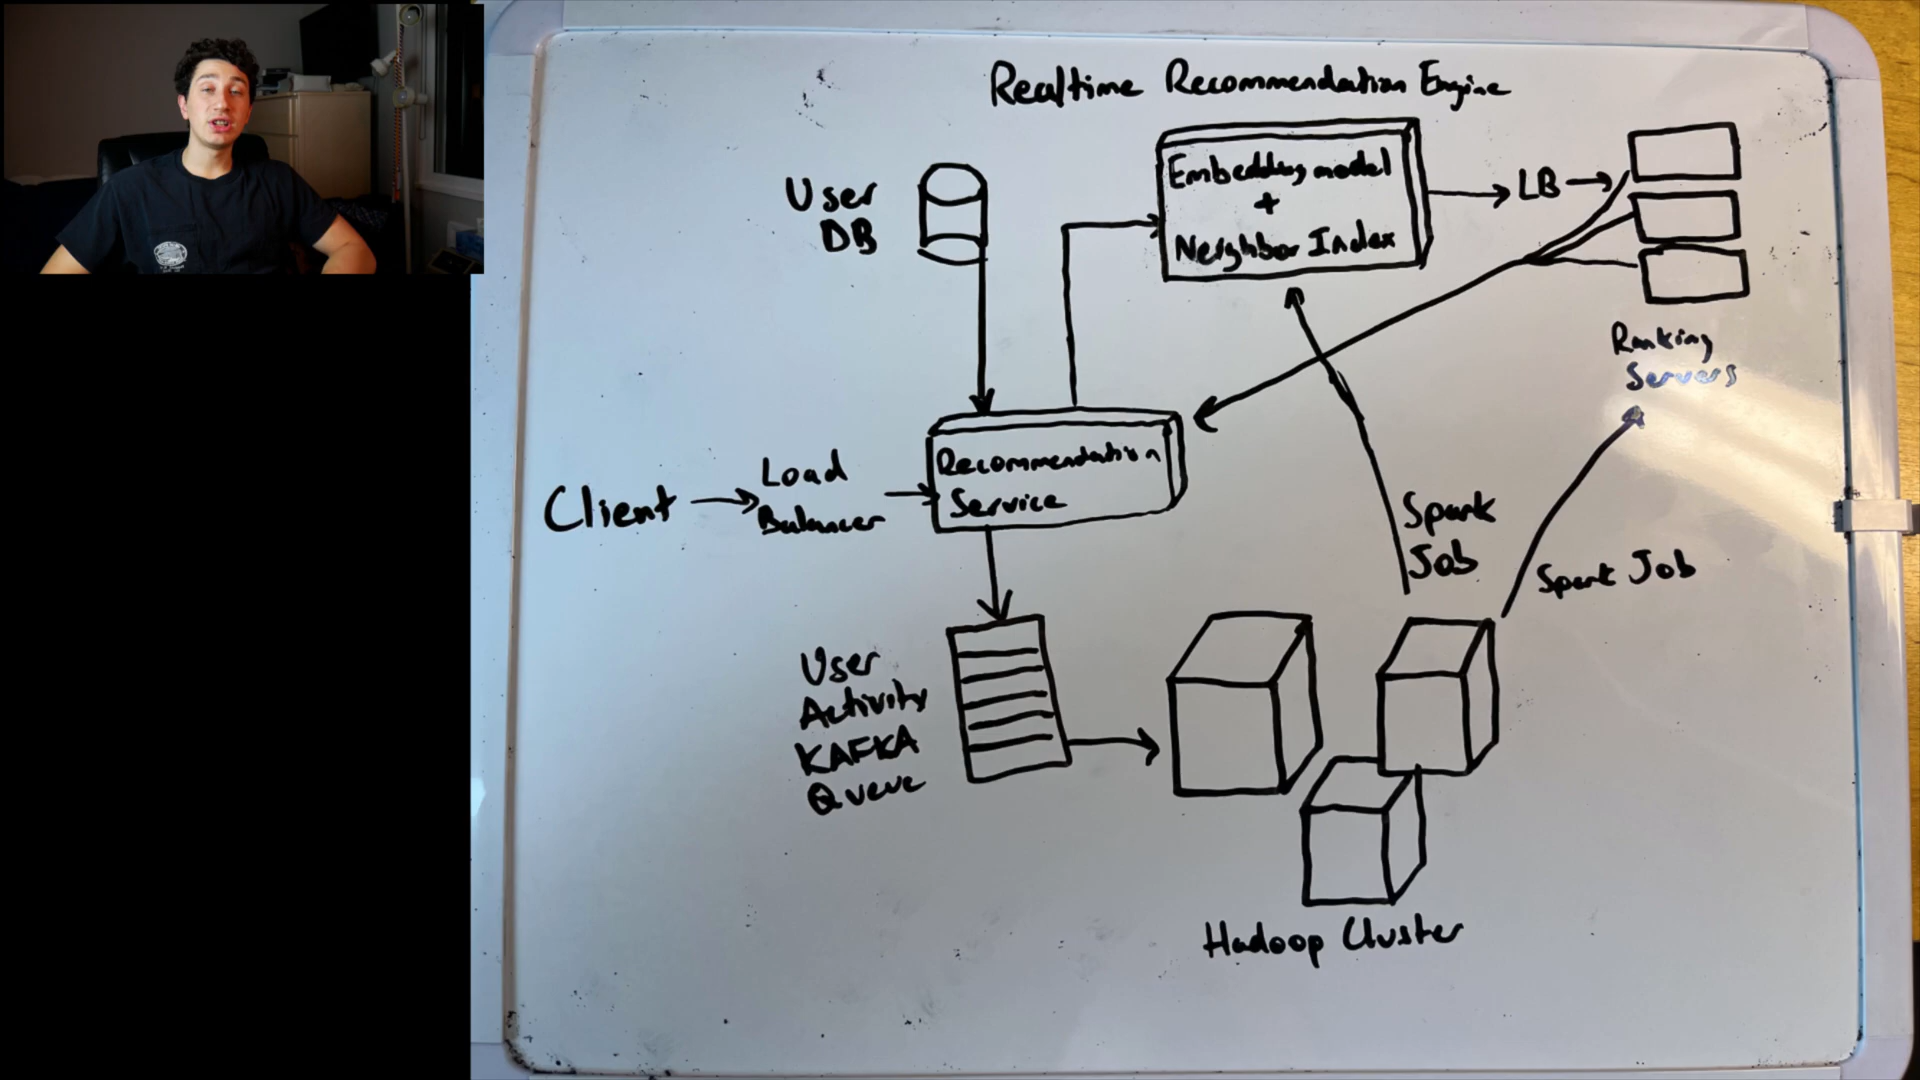 Realtime Recommendation Engine
User
DB
Embedding model
+
Neighbor Index
LB
Ranking
Servers
Client
Load
Balancer
Recommendation
Service
Spark
Job
Spark Job
User
Activity
KAFKA
Queue
Hadoop Cluster